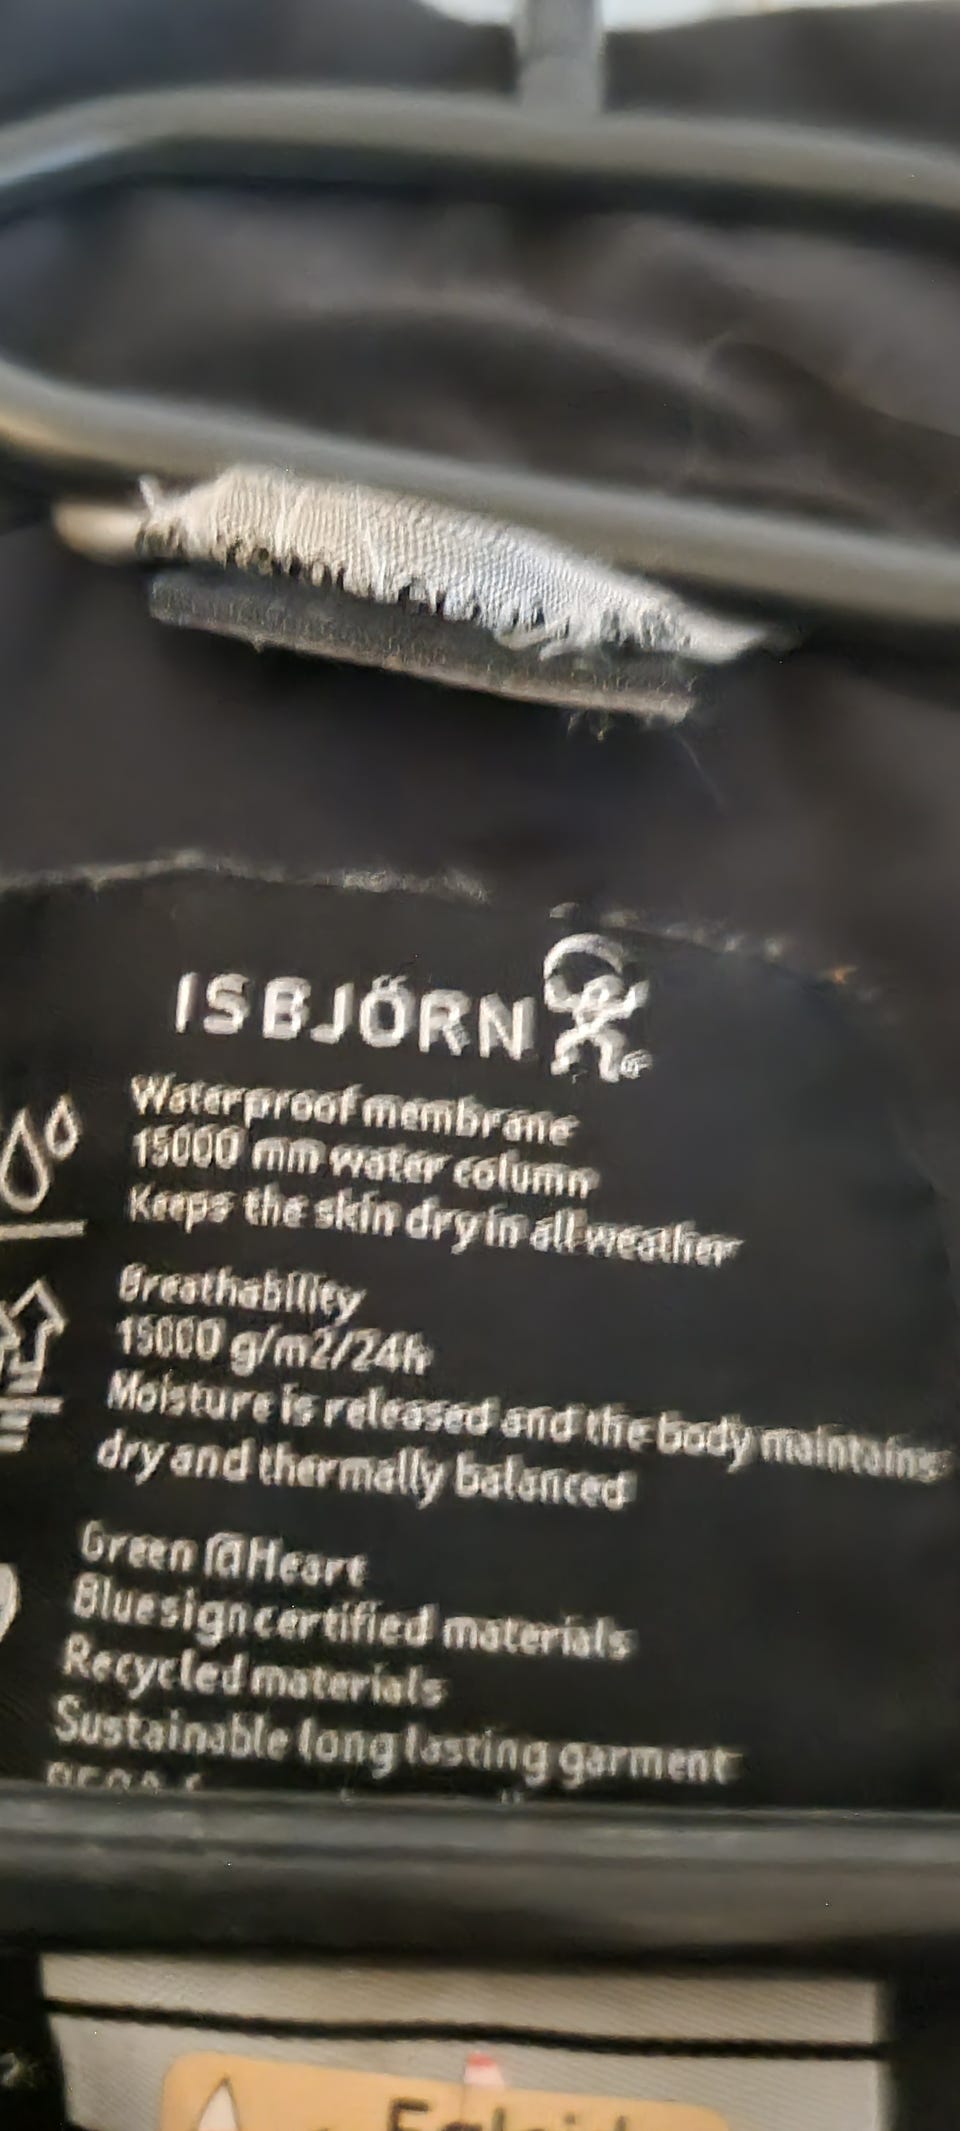 ISBJÖRN
Waterproof membrane
15000 mm water column
Keeps the skin dry in all weather
Breathability
15000 g/m2/24h
Moisture is released and the body maintains
dry and thermally balanced
Green @Heart
Bluesign certified materials
Recycled materials
Sustainable long lasting garment